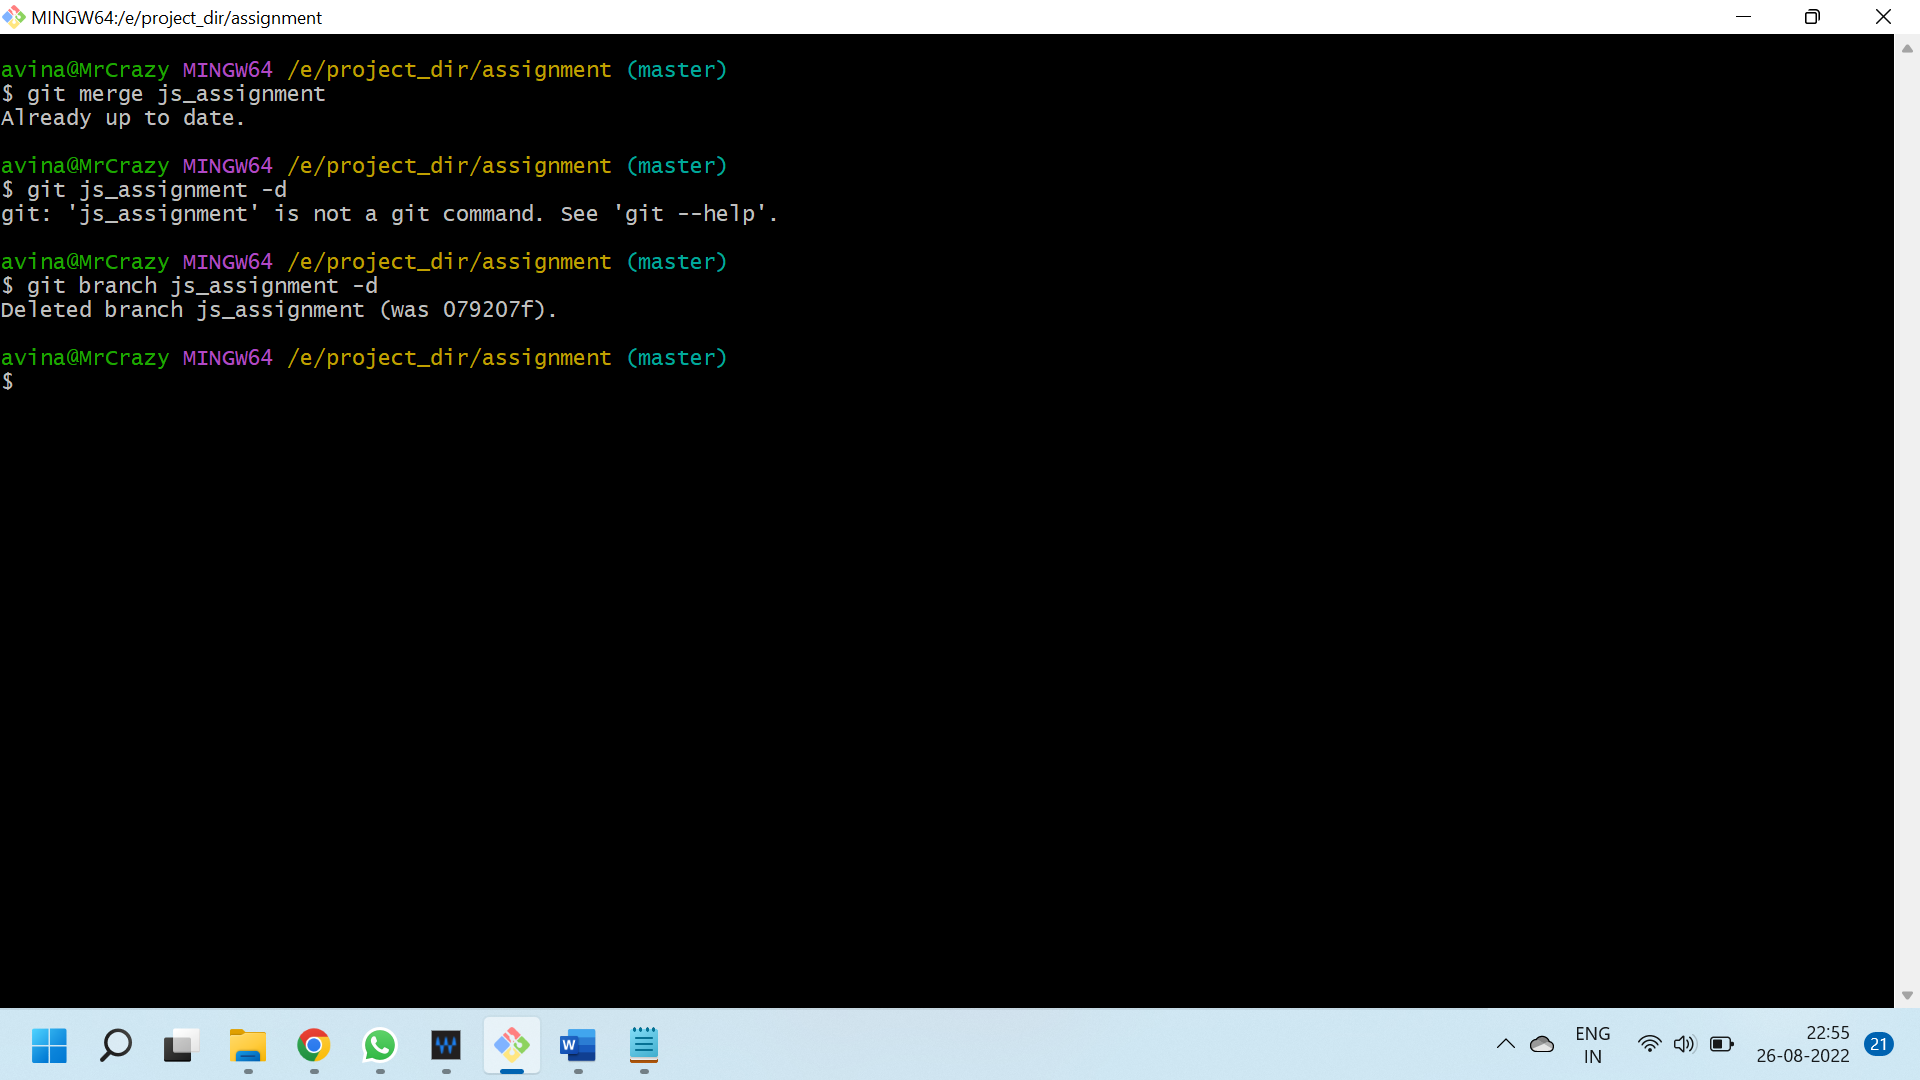 MINGW64:/e/project_dir/assignment
avina@MrCrazy MINGW64 /e/project_dir/assignment (master)
$ git merge js_assignment
Already up to date.
avina@MrCrazy MINGW64 /e/project_dir/assignment (master)
$ git js_assignment -d
git: 'js_assignment' is not a git command. See 'git --help'.
avina@MrCrazy MINGW64 /e/project_dir/assignment (master)
$ git branch js_assignment -d
Deleted branch js_assignment (was 079207f).
avina@MrCrazy MINGW64 /e/project_dir/assignment (master)
$
W
ENG
IN
22:55
26-08-2022
21